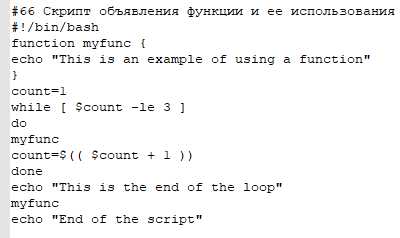 #66 Скрипт объявления функции и ее использования
#!/bin/bash
function myfunc {
echo "This is an example of using a function"
}
count=1
while [ $count -le 3 ]
do
myfunc
count=$(( $count + 1 ))
done
echo "This is the end of the loop"
myfunc
echo "End of the script"